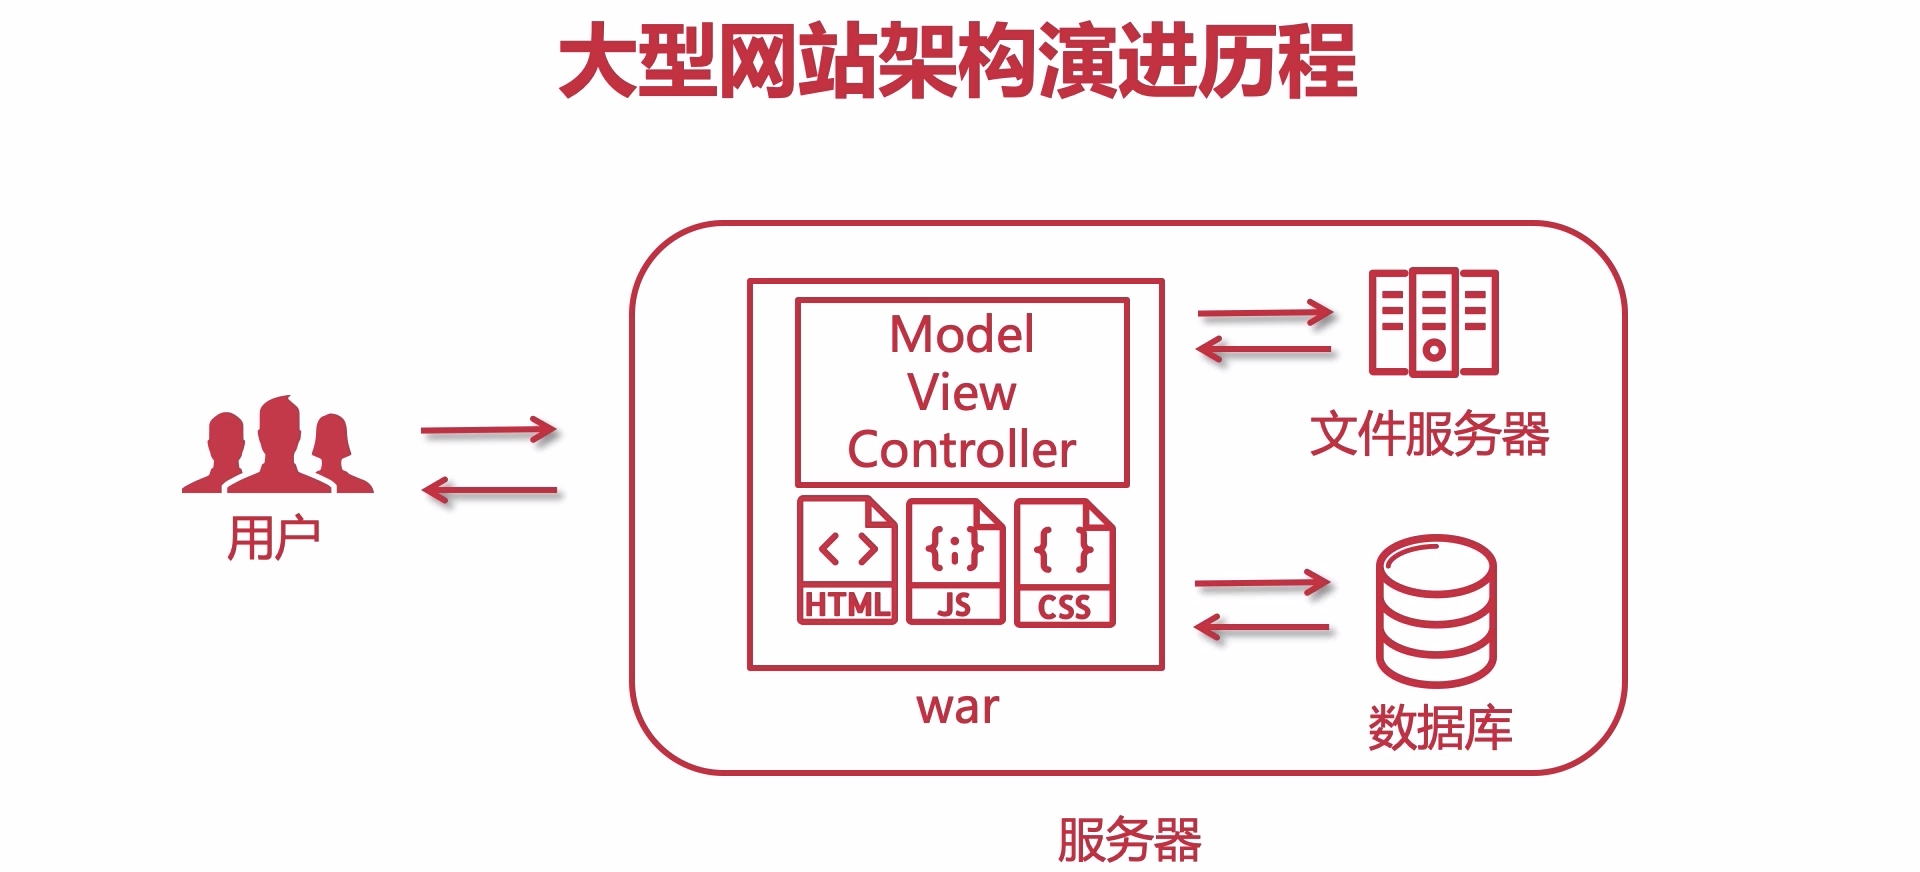 大型网站架构演进历程
Model
View
Controller
HTML
JS
CSS
war
文件服务器
数据库
用户
服务器